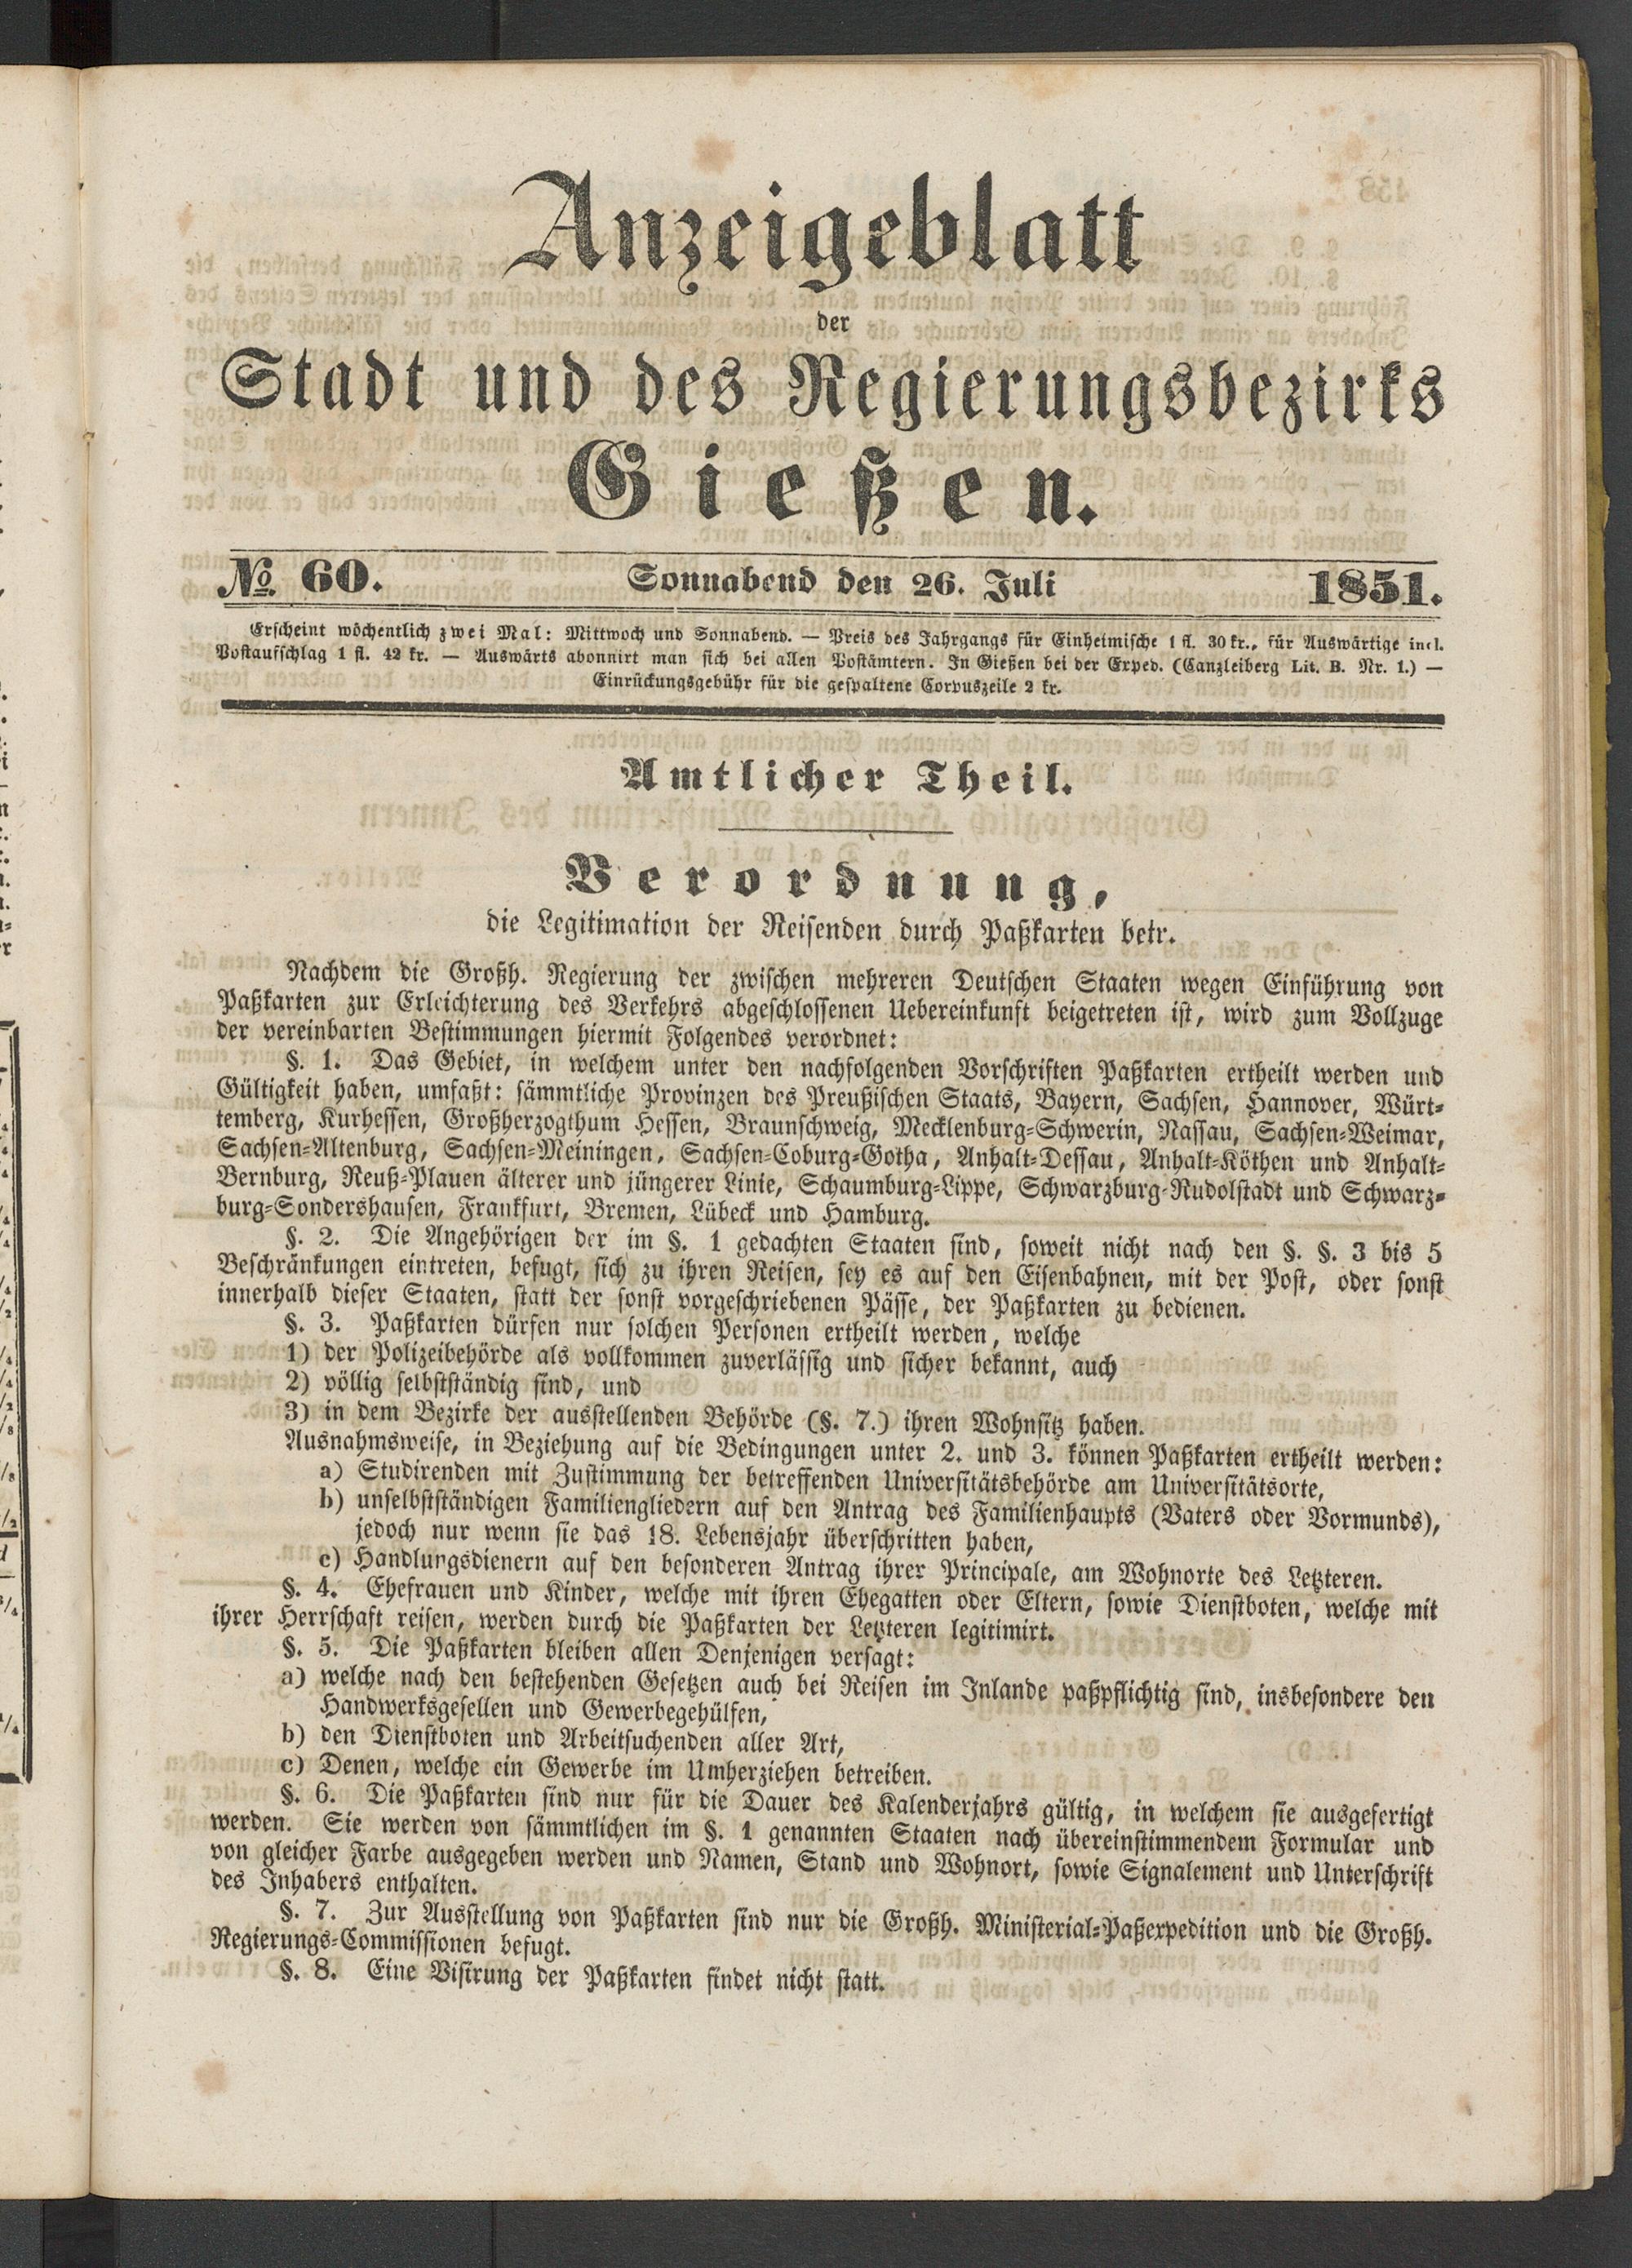 Anzeigeblatt
der
Stadt und des Regierungsbezirks
Gießen.
No. 60. Sonnabend den 26. Juli 1851.
Erscheint wöchentlich zwei Mal: Mittwoch und Sonnabend. — Preis des Jahrgangs für Einheimische 1 fl. 30 kr., für Auswärtige incl.
Postaufschlag 1 fl. 42 kr. — Auswärts abonnirt man sich bei allen Postämtern. In Gießen bei der Exped. (Canzleiberg Lit. B. Nr. 1.) —
Einrückungsgebühr für die gespaltene Corpuszeile 2 kr.
Amtlicher Theil.
Verordnung,
die Legitimation der Reisenden durch Paßkarten betr.
Nachdem die Großh. Regierung der zwischen mehreren Deutschen Staaten wegen Einführung von
Paßkarten zur Erleichterung des Verkehrs abgeschlossenen Uebereinkunft beigetreten ist, wird zum Vollzuge
der vereinbarten Bestimmungen hiermit Folgendes verordnet:
§. 1. Das Gebiet, in welchem unter den nachfolgenden Vorschriften Paßkarten ertheilt werden und
Gültigkeit haben, umfaßt: sämmtliche Provinzen des Preußischen Staats, Bayern, Sachsen, Hannover, Würt-
temberg, Kurhessen, Großherzogthum Hessen, Braunschweig, Mecklenburg-Schwerin, Nassau, Sachsen-Weimar,
Sachsen-Altenburg, Sachsen-Meiningen, Sachsen-Coburg-Gotha, Anhalt-Dessau, Anhalt-Köthen und Anhalt-
Bernburg, Reuß-Plauen älterer und jüngerer Linie, Schaumburg-Lippe, Schwarzburg-Rudolstadt und Schwarz-
burg-Sondershausen, Frankfurt, Bremen, Lübeck und Hamburg.
§. 2. Die Angehörigen der im §. 1 gedachten Staaten sind, soweit nicht nach den §. §. 3 bis 5
Beschränkungen eintreten, befugt, sich zu ihren Reisen, sey es auf den Eisenbahnen, mit der Post, oder sonst
innerhalb dieser Staaten, statt der sonst vorgeschriebenen Pässe, der Paßkarten zu bedienen.
§. 3. Paßkarten dürfen nur solchen Personen ertheilt werden, welche
1) der Polizeibehörde als vollkommen zuverlässig und sicher bekannt, auch
2) völlig selbstständig sind, und
3) in dem Bezirke der ausstellenden Behörde (§. 7.) ihren Wohnsitz haben.
Ausnahmsweise, in Beziehung auf die Bedingungen unter 2. und 3. können Paßkarten ertheilt werden:
a) Studirenden mit Zustimmung der betreffenden Universitätsbehörde am Universitätsorte,
b) unselbstständigen Familiengliedern auf den Antrag des Familienhaupts (Vaters oder Vormunds),
jedoch nur wenn sie das 18. Lebensjahr überschritten haben,
c) Handlungsdienern auf den besonderen Antrag ihrer Principale, am Wohnorte des Letzteren.
§. 4. Ehefrauen und Kinder, welche mit ihren Ehegatten oder Eltern, sowie Dienstboten, welche mit
ihrer Herrschaft reisen, werden durch die Paßkarten der Letzteren legitimirt.
§. 5. Die Paßkarten bleiben allen Denjenigen versagt:
a) welche nach den bestehenden Gesetzen auch bei Reisen im Inlande paßpflichtig sind, insbesondere den
Handwerksgesellen und Gewerbegehülfen,
b) den Dienstboten und Arbeitsuchenden aller Art,
c) Denen, welche ein Gewerbe im Umherziehen betreiben.
§. 6. Die Paßkarten sind nur für die Dauer des Kalenderjahrs gültig, in welchem sie ausgefertigt
werden. Sie werden von sämmtlichen im §. 1 genannten Staaten nach übereinstimmendem Formular und
von gleicher Farbe ausgegeben werden und Namen, Stand und Wohnort, sowie Signalement und Unterschrift
des Inhabers enthalten.
§. 7. Zur Ausstellung von Paßkarten sind nur die Großh. Ministerial-Paßexpedition und die Großh.
Regierungs-Commissionen befugt.
§. 8. Eine Visirung der Paßkarten findet nicht statt.